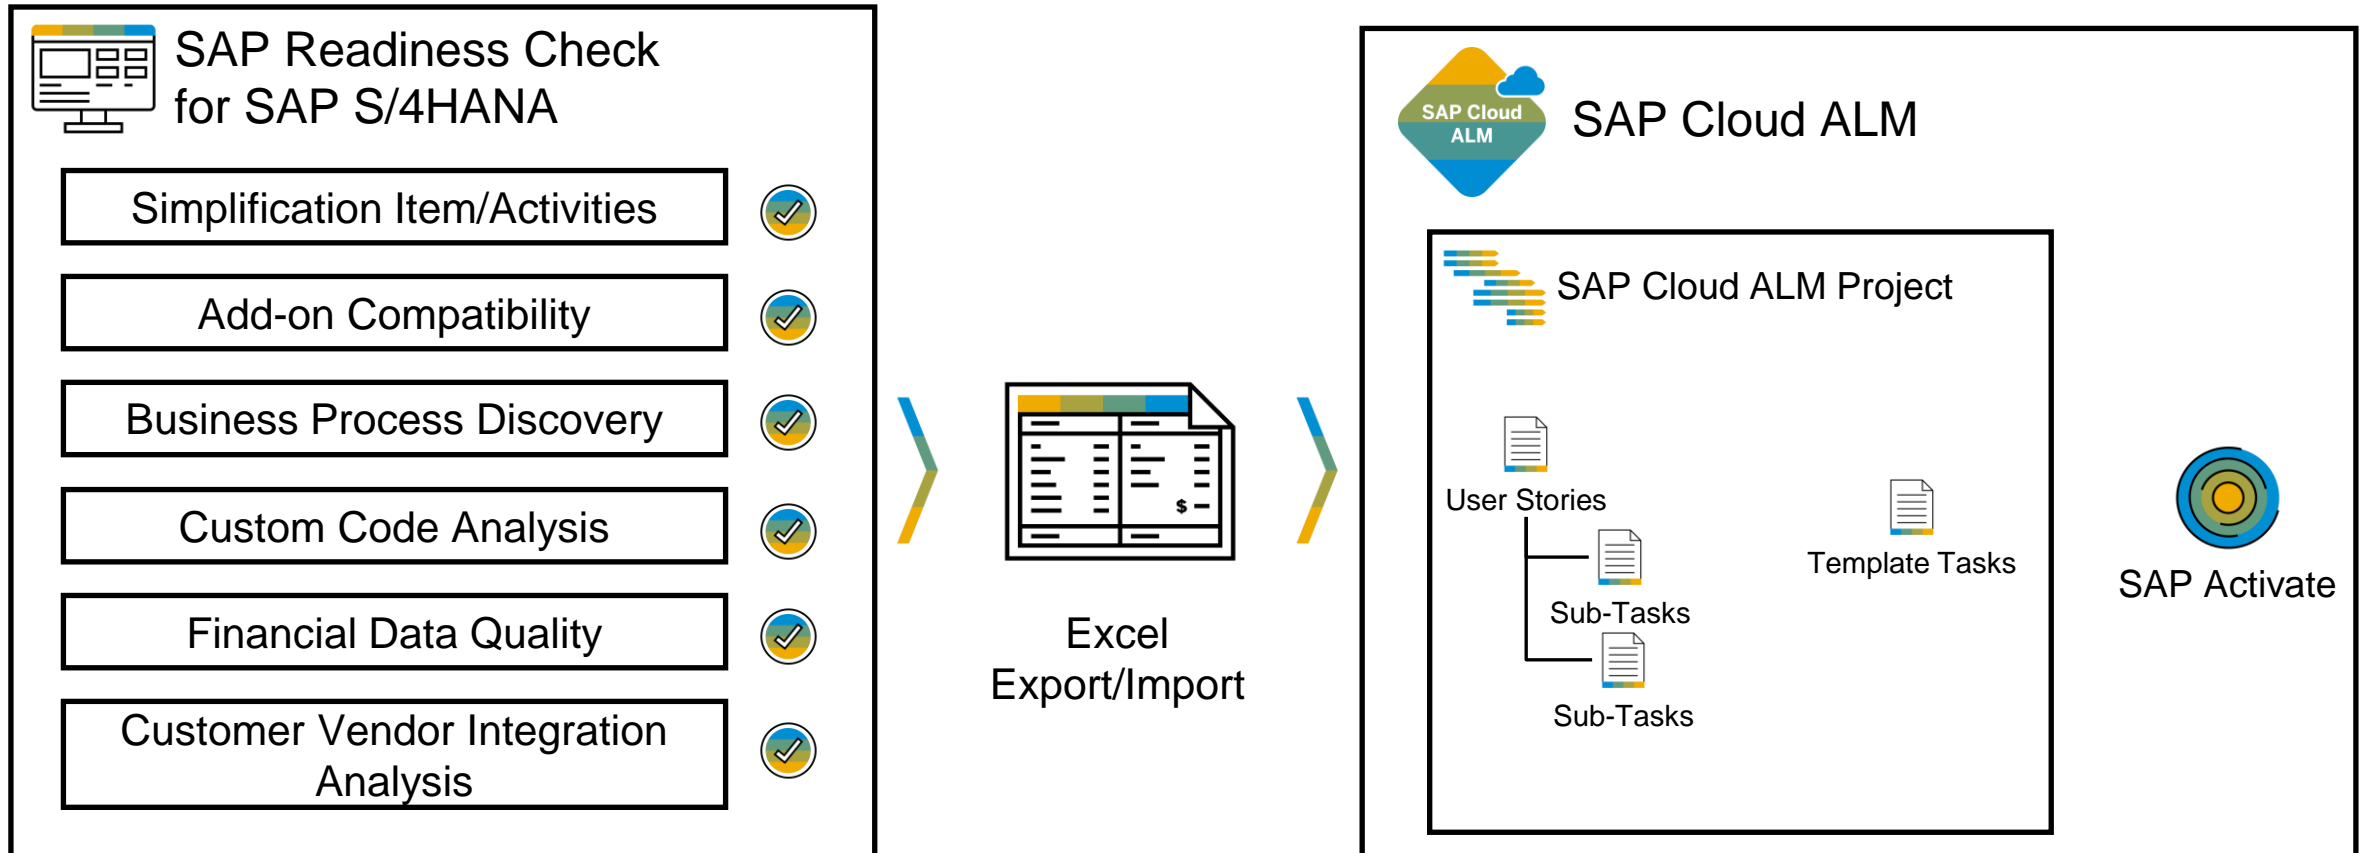 SAP Readiness Check
for SAP S/4HANA
Simplification Item/Activities
Add-on Compatibility
Business Process Discovery
Custom Code Analysis
Financial Data Quality
Customer Vendor Integration
Analysis
$
Excel
Export/Import
SAP Cloud
ALM
SAP Cloud ALM
SAP Cloud ALM Project
User Stories
Sub-Tasks
Sub-Tasks
Template Tasks
SAP Activate